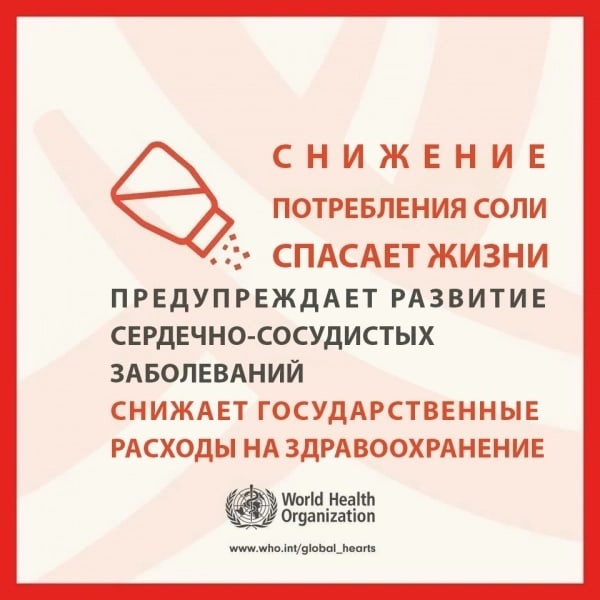 СНИЖЕНИЕ
ПОТРЕБЛЕНИЯ СОЛИ
СПАСАЕТ ЖИЗНИ
ПРЕДУПРЕЖДАЕТ РАЗВИТИЕ
СЕРДЕЧНО-СОСУДИСТЫХ
ЗАБОЛЕВАНИЙ
СНИЖАЕТ ГОСУДАРСТВЕННЫЕ
РАСХОДЫ НА ЗДРАВООХРАНЕНИЕ
World Health
Organization
www.who.int/global_hearts